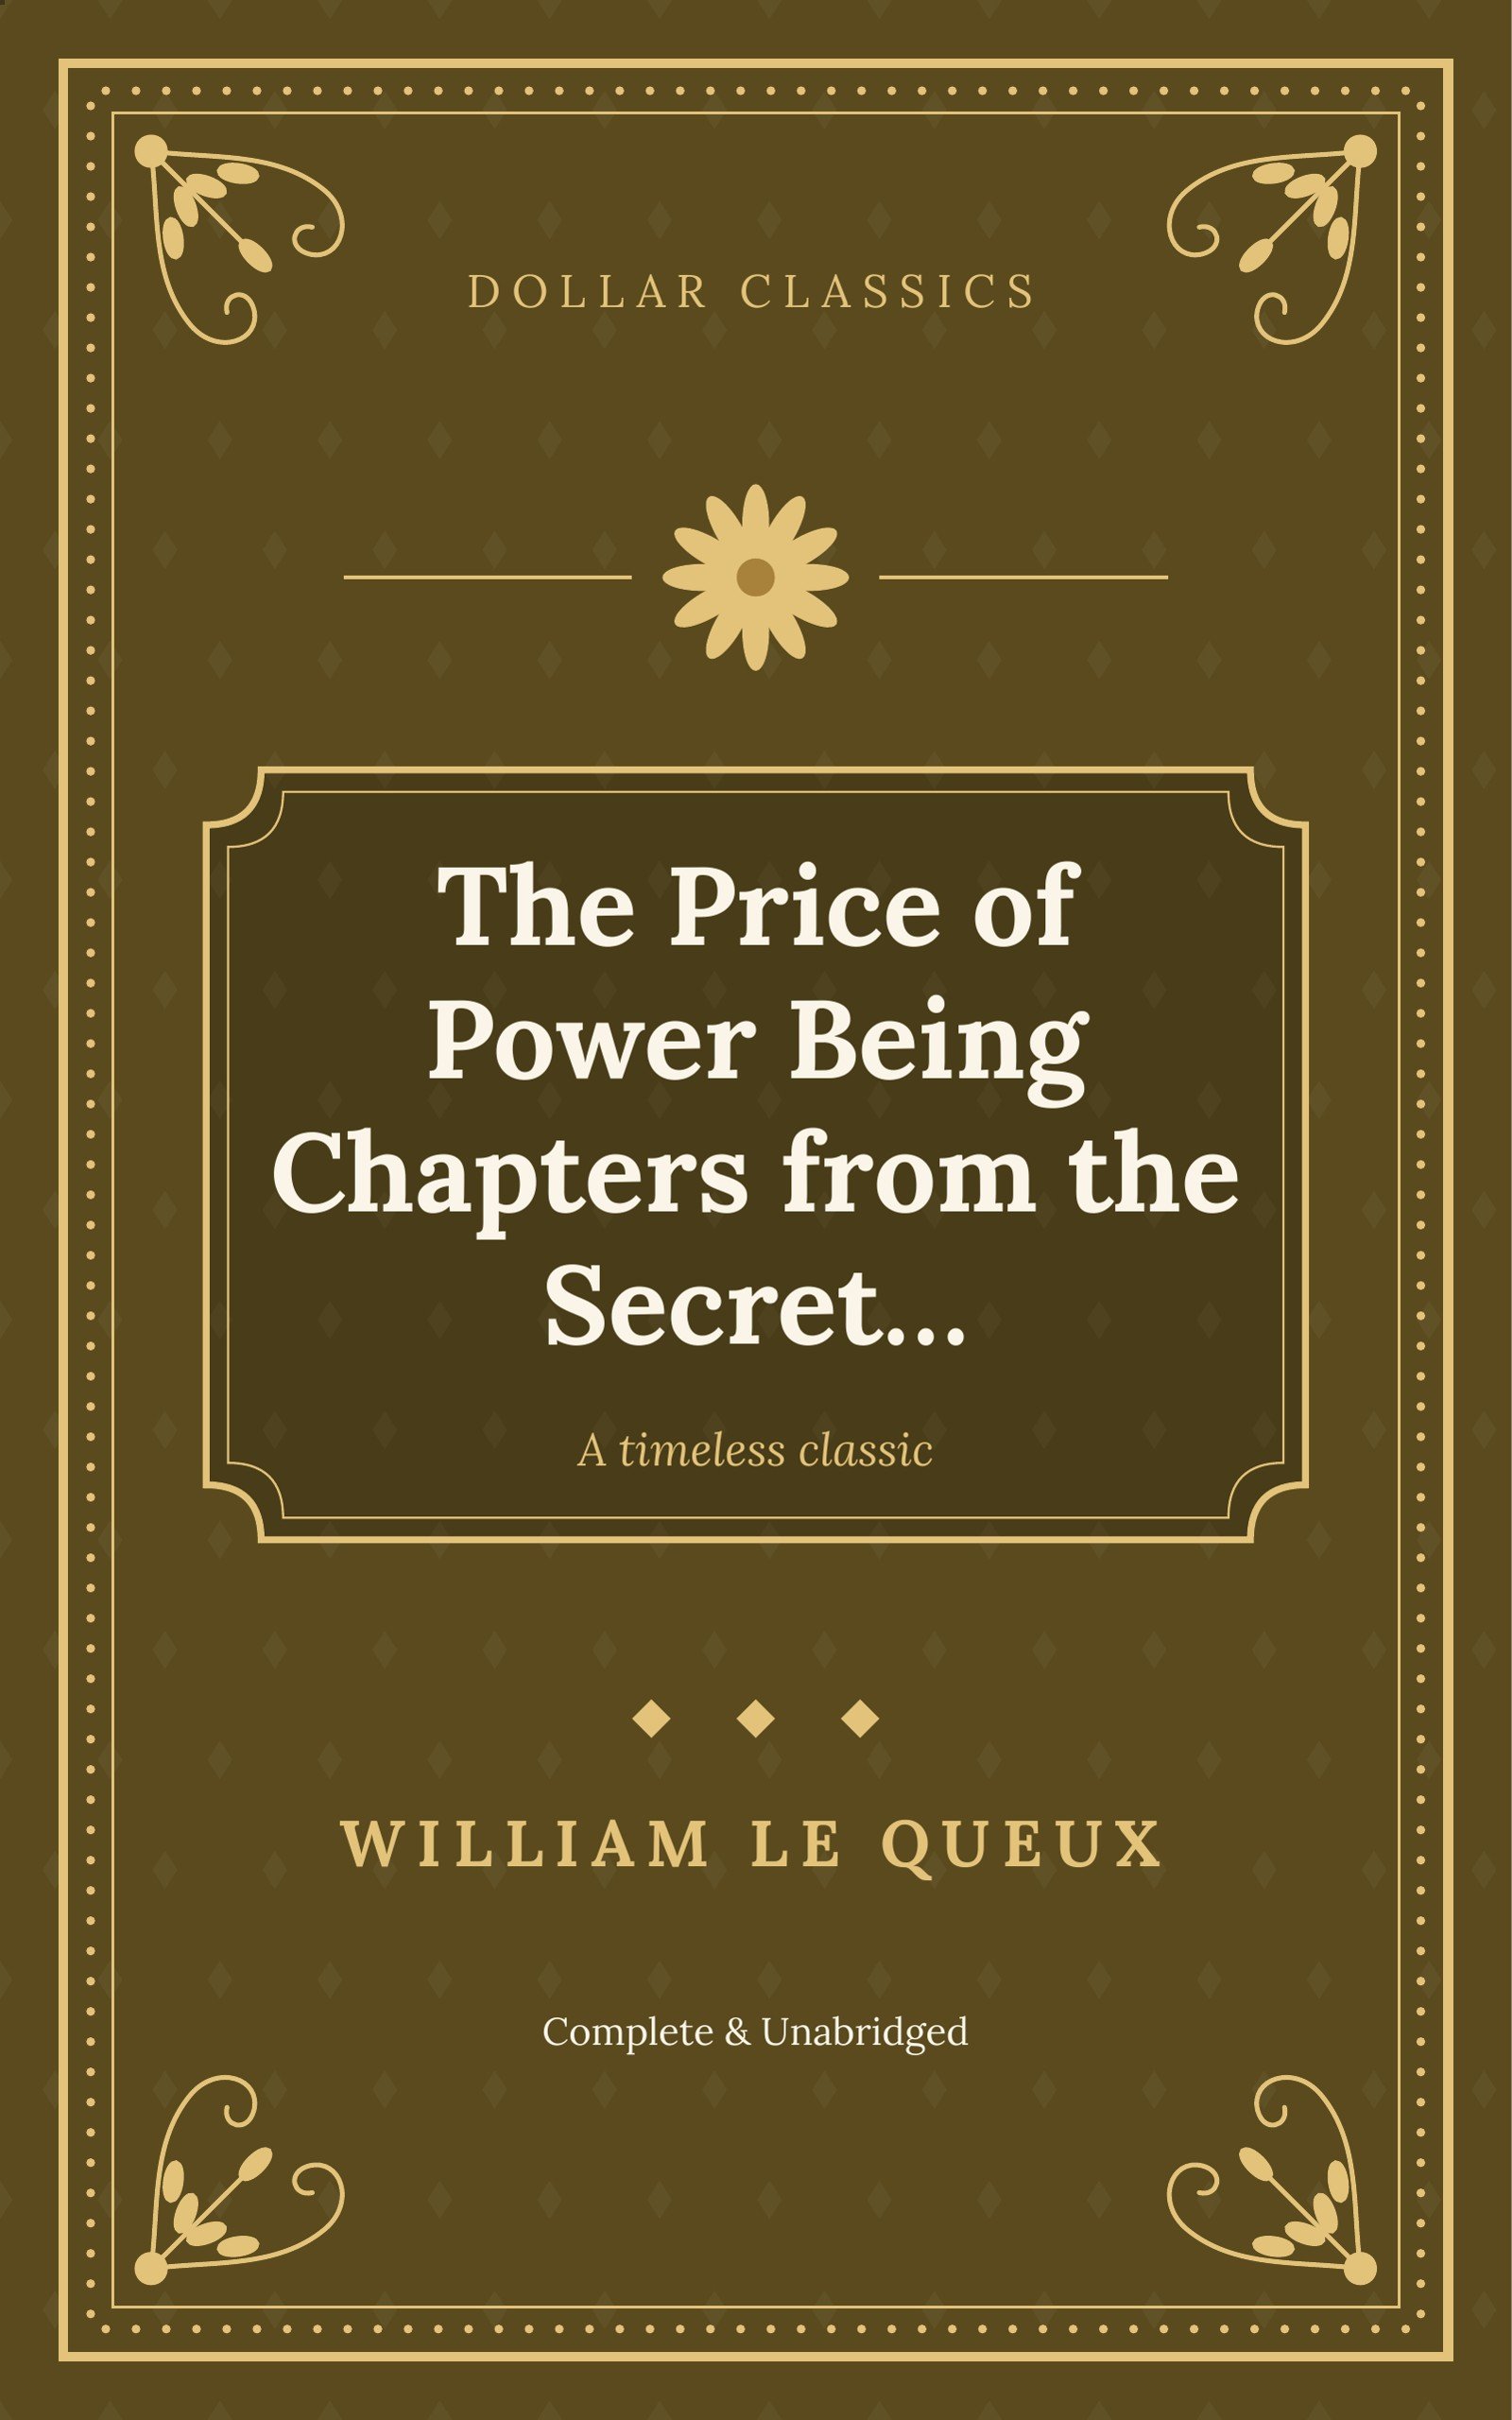 DOLLAR CLASSICS
The Price of
Power Being
Chapters from the
Secret...
A timeless classic
WILLIAM LE QUEUX
Complete & Unabridged